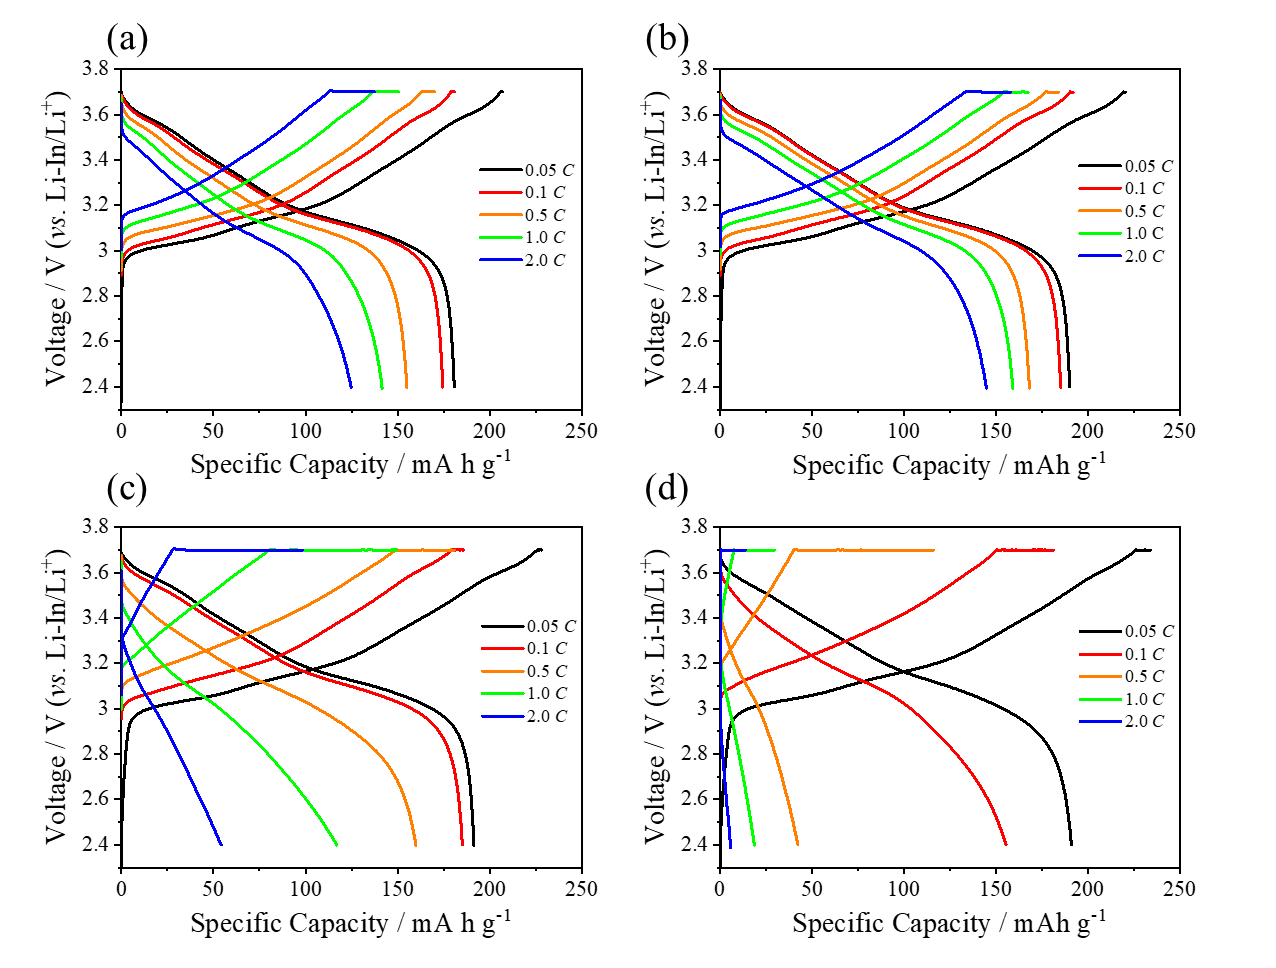 (a)
3.8
3.6
3.4
3.2
3
2.8
2.6
2.4
0
50
100
150
200
250
Voltage / V (vs. Li-In/Li⁺)
Specific Capacity / mA h g⁻¹
0.05 C
0.1 C
0.5 C
1.0 C
2.0 C
(b)
3.8
3.6
3.4
3.2
3
2.8
2.6
2.4
0
50
100
150
200
250
Voltage / V (vs. Li-In/Li⁺)
Specific Capacity / mAh g⁻¹
0.05 C
0.1 C
0.5 C
1.0 C
2.0 C
(c)
3.8
3.6
3.4
3.2
3
2.8
2.6
2.4
0
50
100
150
200
250
Voltage / V (vs. Li-In/Li⁺)
Specific Capacity / mA h g⁻¹
0.05 C
0.1 C
0.5 C
1.0 C
2.0 C
(d)
3.8
3.6
3.4
3.2
3
2.8
2.6
2.4
0
50
100
150
200
250
Voltage / V (vs. Li-In/Li⁺)
Specific Capacity / mAh g⁻¹
0.05 C
0.1 C
0.5 C
1.0 C
2.0 C